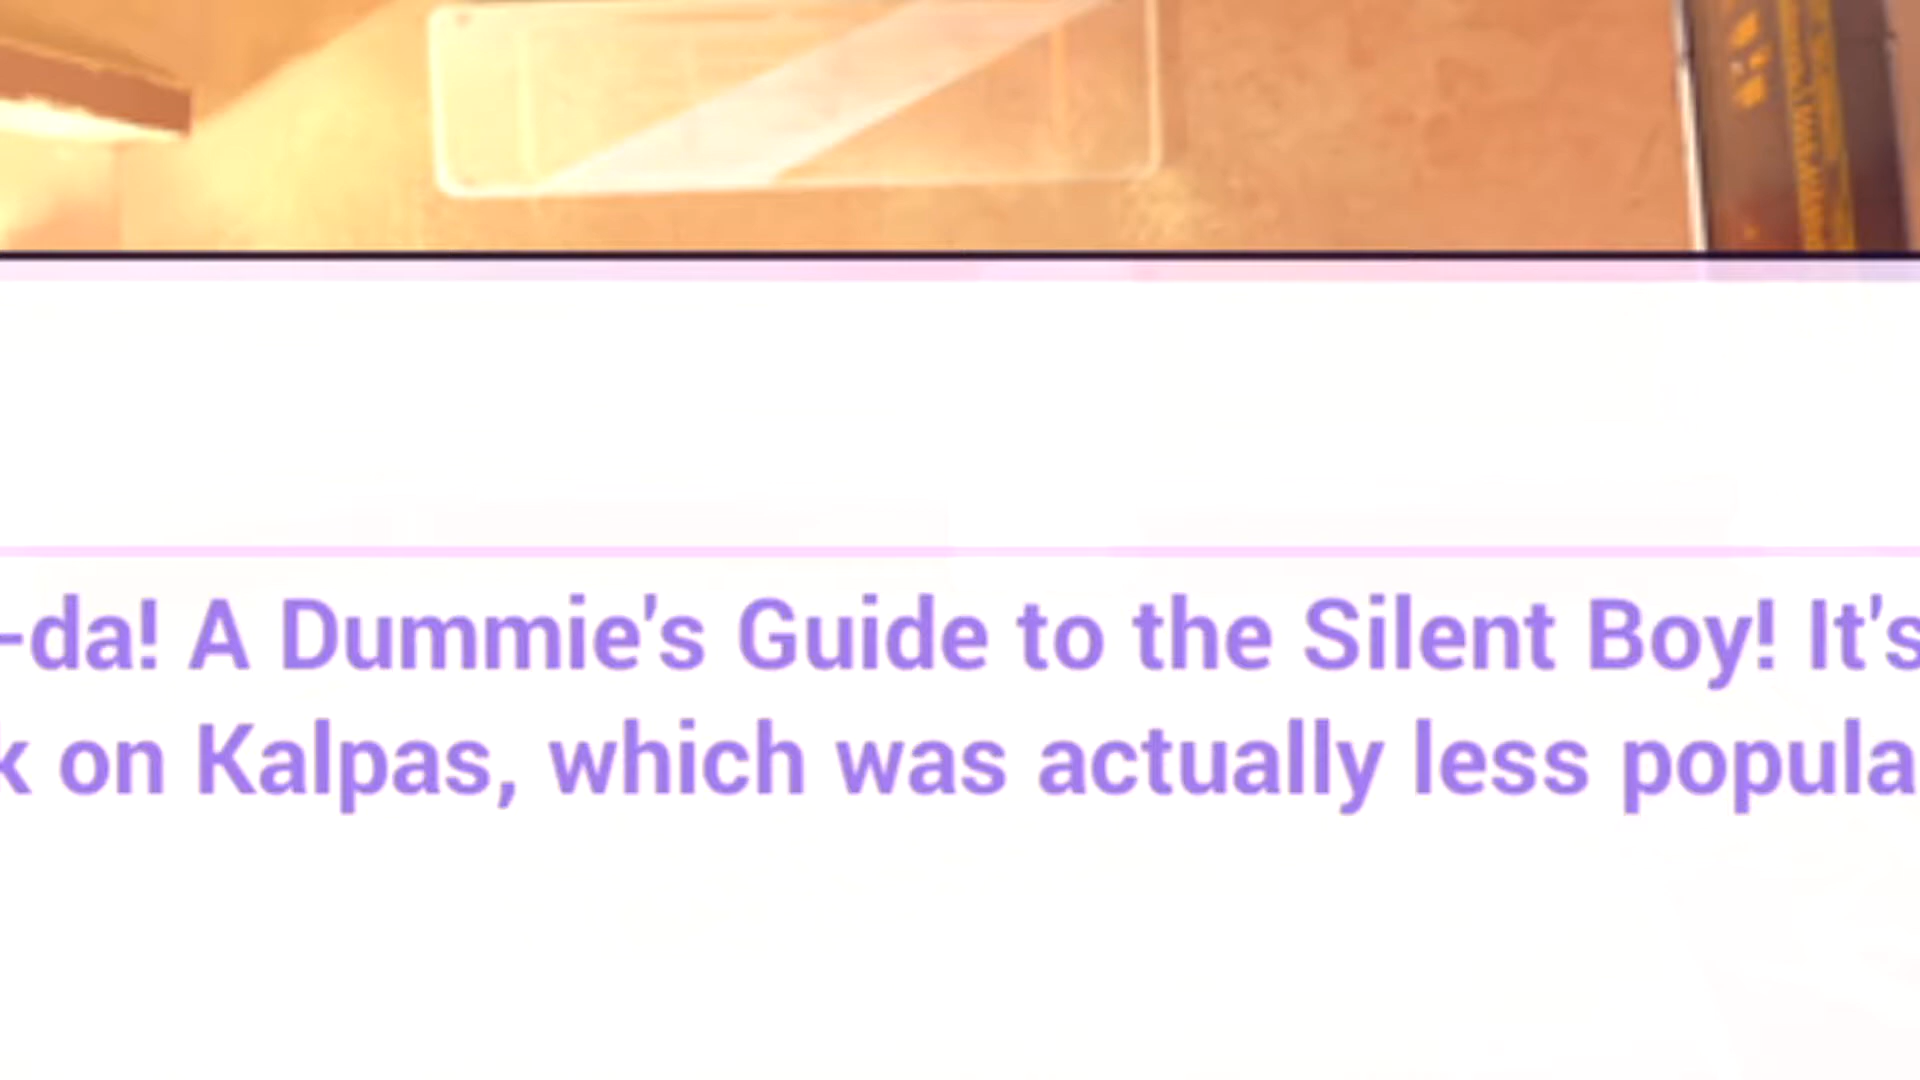 -da! A Dummie's Guide to the Silent Boy! It's
k on Kalpas, which was actually less popula